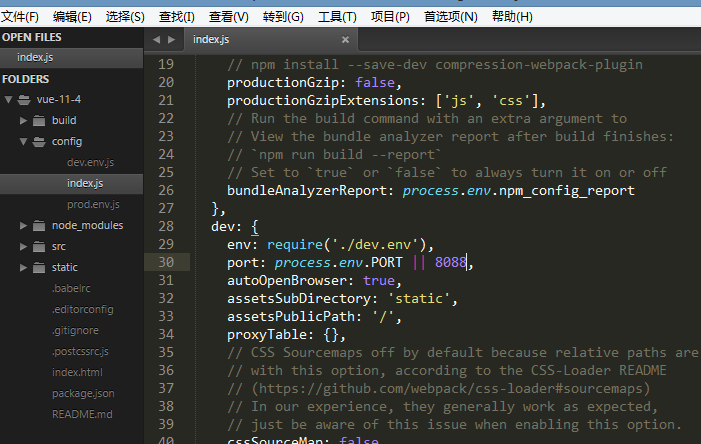 文件(F) 编辑(E) 选择(S) 查找(I) 查看(V) 转到(G) 工具(T) 项目(P) 首选项(N) 帮助(H)
OPEN FILES
index.js
FOLDERS
vue-11-4
build
config
dev.env.js
index.js
prod.env.js
node_modules
src
static
.babelrc
.editorconfig
.gitignore
.postcssrc.js
index.html
package.json
README.md
index.js ×
19 // npm install --save-dev compression-webpack-plugin
20 productionGzip: false,
21 productionGzipExtensions: ['js', 'css'],
22 // Run the build command with an extra argument to
23 // View the bundle analyzer report after build finishes:
24 // `npm run build --report`
25 // Set to `true` or `false` to always turn it on or off
26 bundleAnalyzerReport: process.env.npm_config_report
27 },
28 dev: {
29 env: require('./dev.env'),
30 port: process.env.PORT || 8088,
31 autoOpenBrowser: true,
32 assetsSubDirectory: 'static',
33 assetsPublicPath: '/',
34 proxyTable: {},
35 // CSS Sourcemaps off by default because relative paths are
36 // with this option, according to the CSS-Loader README
37 // (https://github.com/webpack/css-loader#sourcemaps)
38 // In our experience, they generally work as expected,
39 // just be aware of this issue when enabling this option.
40 cssSourceMap: false